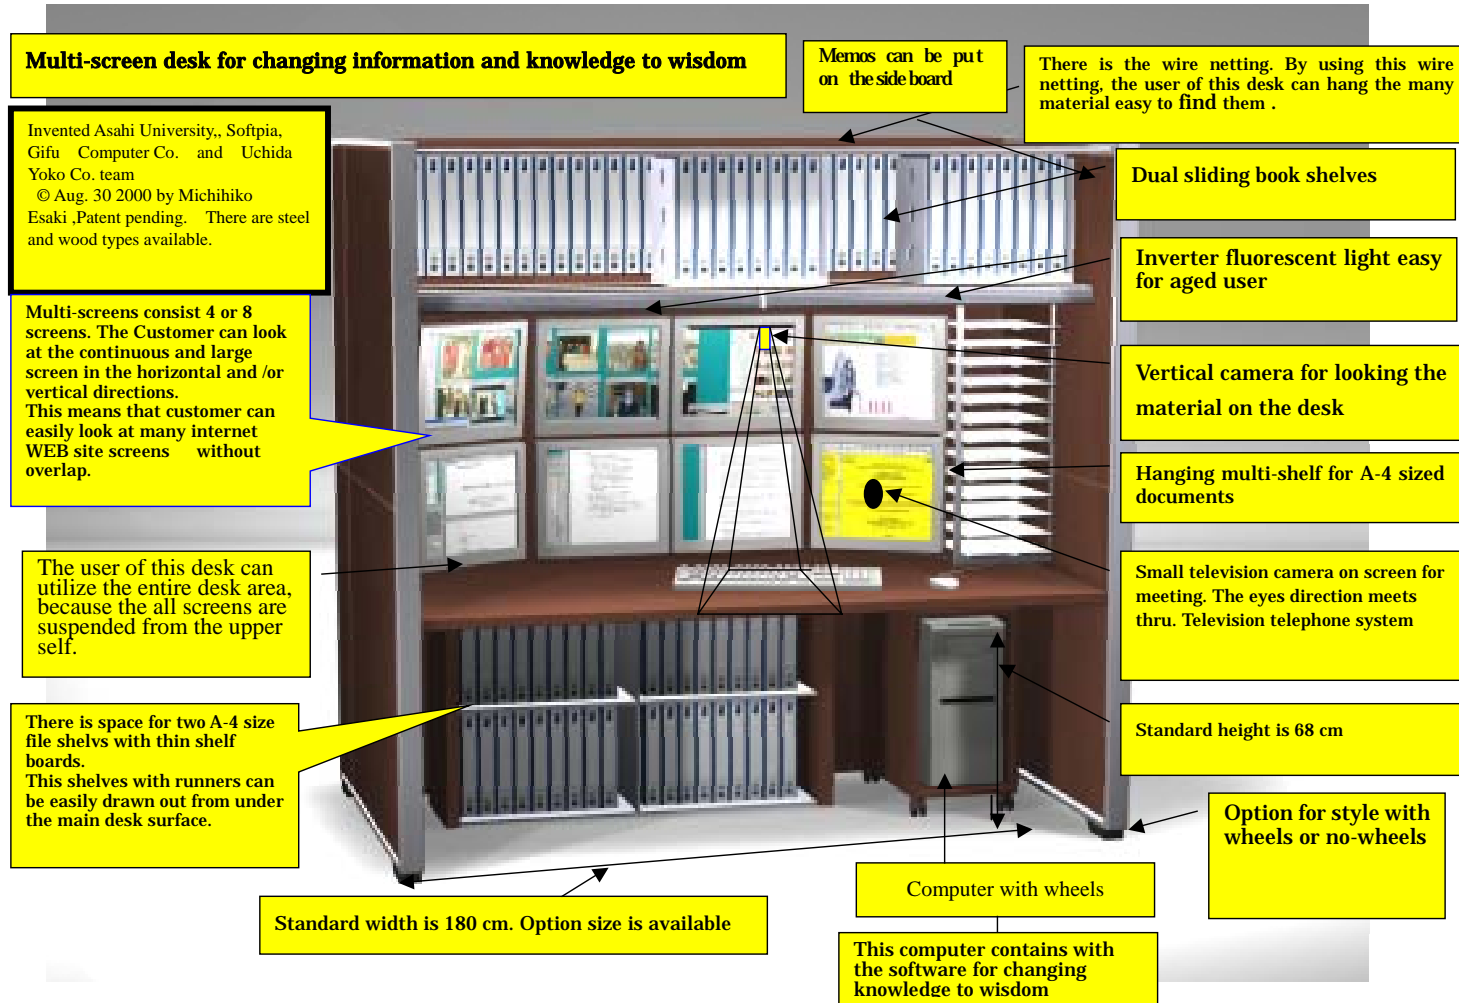 Multi-screen desk for changing information and knowledge to wisdom
Memos can be put
on the side board
There is the wire netting. By using this wire
netting, the user of this desk can hang the many
material easy to find them .
Invented Asahi University,, Softpia,
Gifu Computer Co. and Uchida
Yoko Co. team
© Aug. 30 2000 by Michihiko
Esaki ,Patent pending. There are steel
and wood types available.
Dual sliding book shelves
Inverter fluorescent light easy
for aged user
Multi-screens consist 4 or 8
screens. The Customer can look
at the continuous and large
screen in the horizontal and /or
vertical directions.
This means that customer can
easily look at many internet
WEB site screens without
overlap.
Vertical camera for looking the
material on the desk
Hanging multi-shelf for A-4 sized
documents
The user of this desk can
utilize the entire desk area,
because the all screens are
suspended from the upper
self.
Small television camera on screen for
meeting. The eyes direction meets
thru. Television telephone system
There is space for two A-4 size
file shelvs with thin shelf
boards.
This shelves with runners can
be easily drawn out from under
the main desk surface.
Standard height is 68 cm
Option for style with
wheels or no-wheels
Computer with wheels
Standard width is 180 cm. Option size is available
This computer contains with
the software for changing
knowledge to wisdom